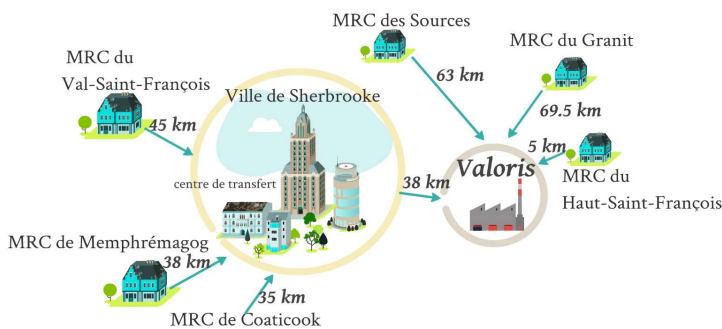 MRC des Sources
MRC du Granit
MRC du
Val-Saint-François
Ville de Sherbrooke
63 km
69.5 km
45 km
5 km
Valoris
centre de transfert
38 km
MRC du
Haut-Saint-François
MRC de Memphrémagog
38 km
35 km
MRC de Coaticook